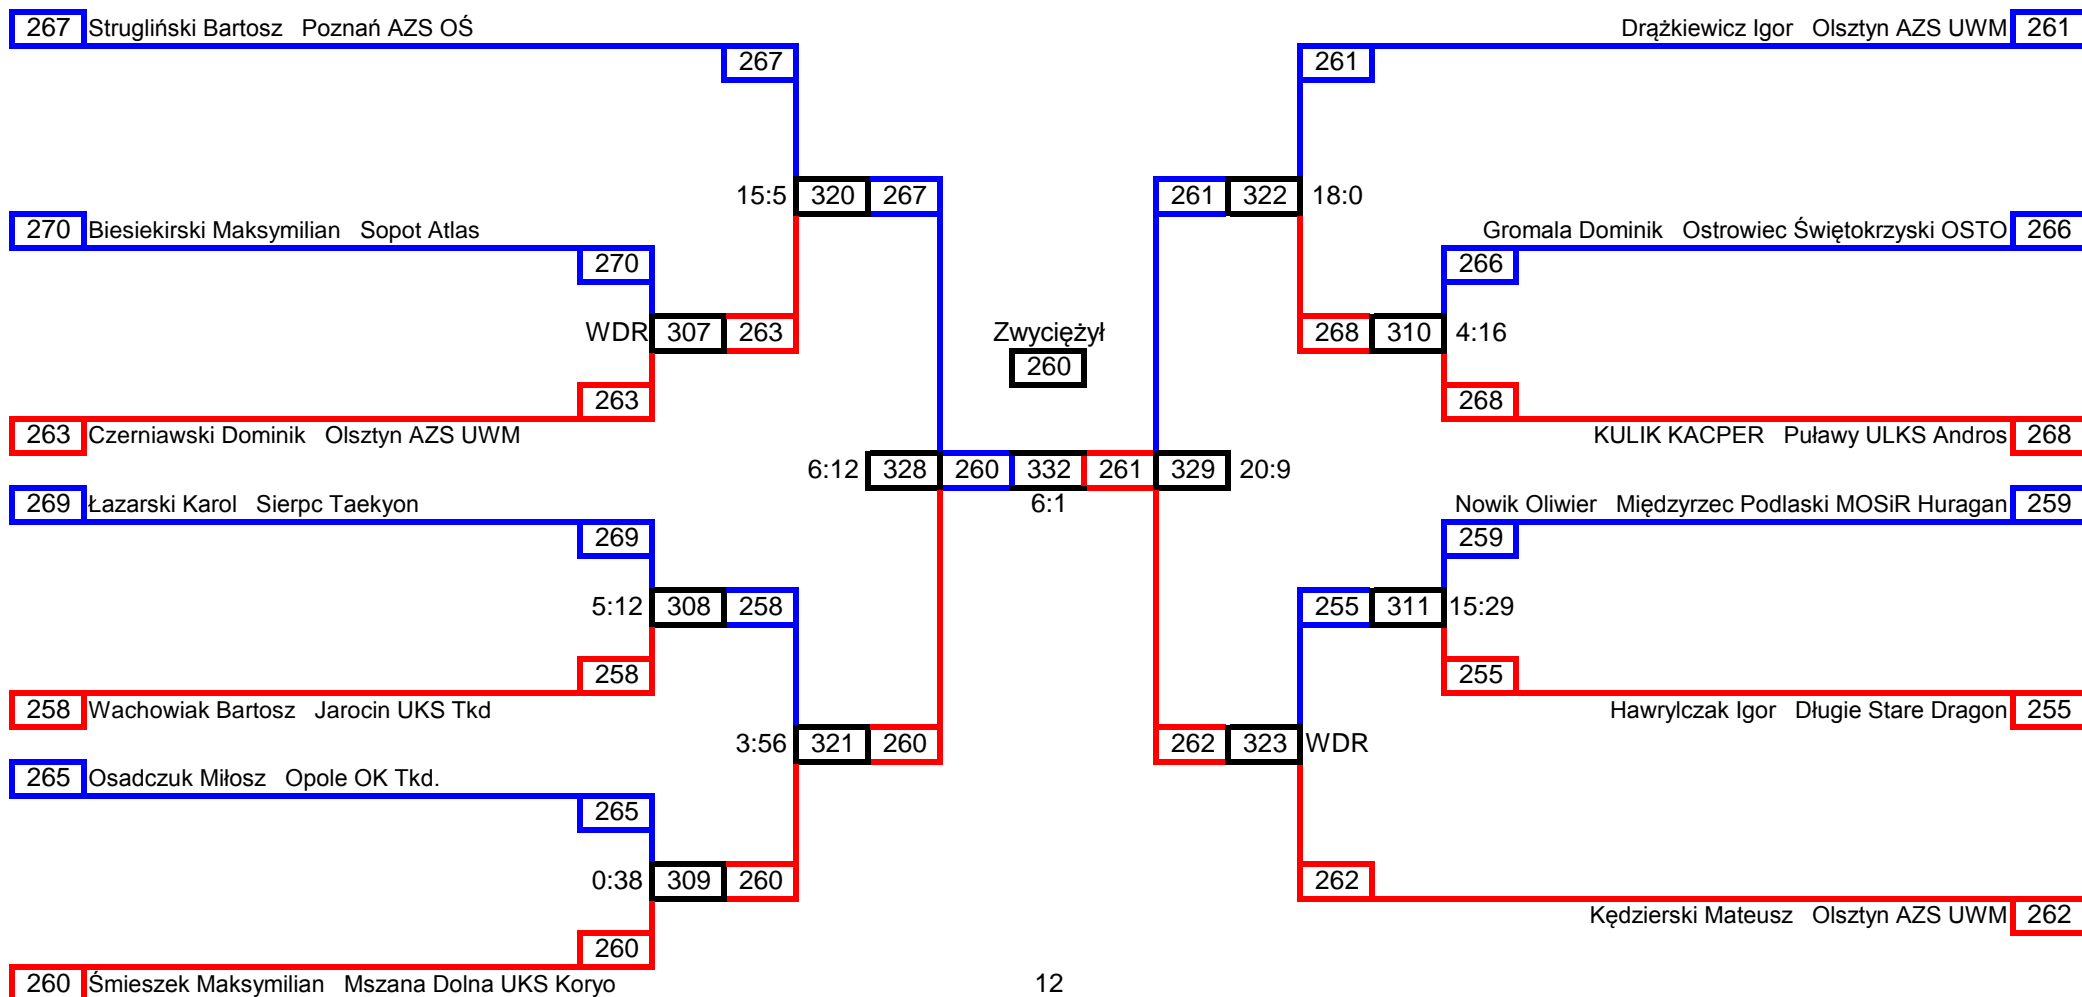 267 Strugliński Bartosz Poznań AZS OŚ Drążkiewicz Igor Olsztyn AZS UWM 261
267 261
15:5 320 267 261 322 18:0
270 Biesiekirski Maksymilian Sopot Atlas Gromala Dominik Ostrowiec Świętokrzyski OSTO 266
270 266
WDR 307 263 Zwyciężył 268 310 4:16
260
263 268
263 Czerniawski Dominik Olsztyn AZS UWM KULIK KACPER Puławy ULKS Andros 268
6:12 328 260 332 261 329 20:9
269 Łazarski Karol Sierpc Taekyon 6:1 Nowik Oliwier Międzyrzec Podlaski MOSiR Huragan 259
269 259
5:12 308 258 255 311 15:29
258 255
258 Wachowiak Bartosz Jarocin UKS Tkd Hawrylczak Igor Długie Stare Dragon 255
3:56 321 260 262 323 WDR
265 Osadczuk Miłosz Opole OK Tkd.
265
0:38 309 260 262
Kędzierski Mateusz Olsztyn AZS UWM 262
260
260 Śmieszek Maksymilian Mszana Dolna UKS Koryo 12